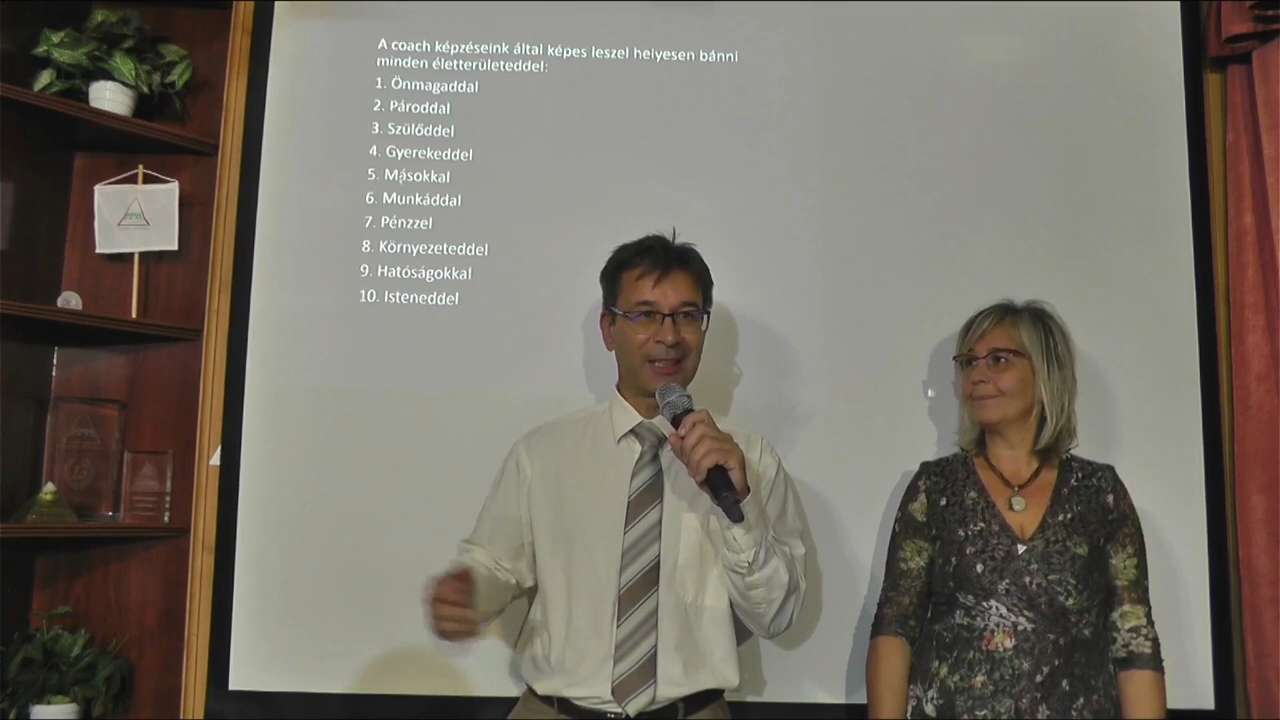 A coach képzéseink által képes leszel helyesen bánni
minden életterületeddel:
1. Önmagaddal
2. Pároddal
3. Szülőddel
4. Gyerekeddel
5. Másokkal
6. Munkáddal
7. Pénzzel
8. Környezeteddel
9. Hatóságokkal
10. Isteneddel